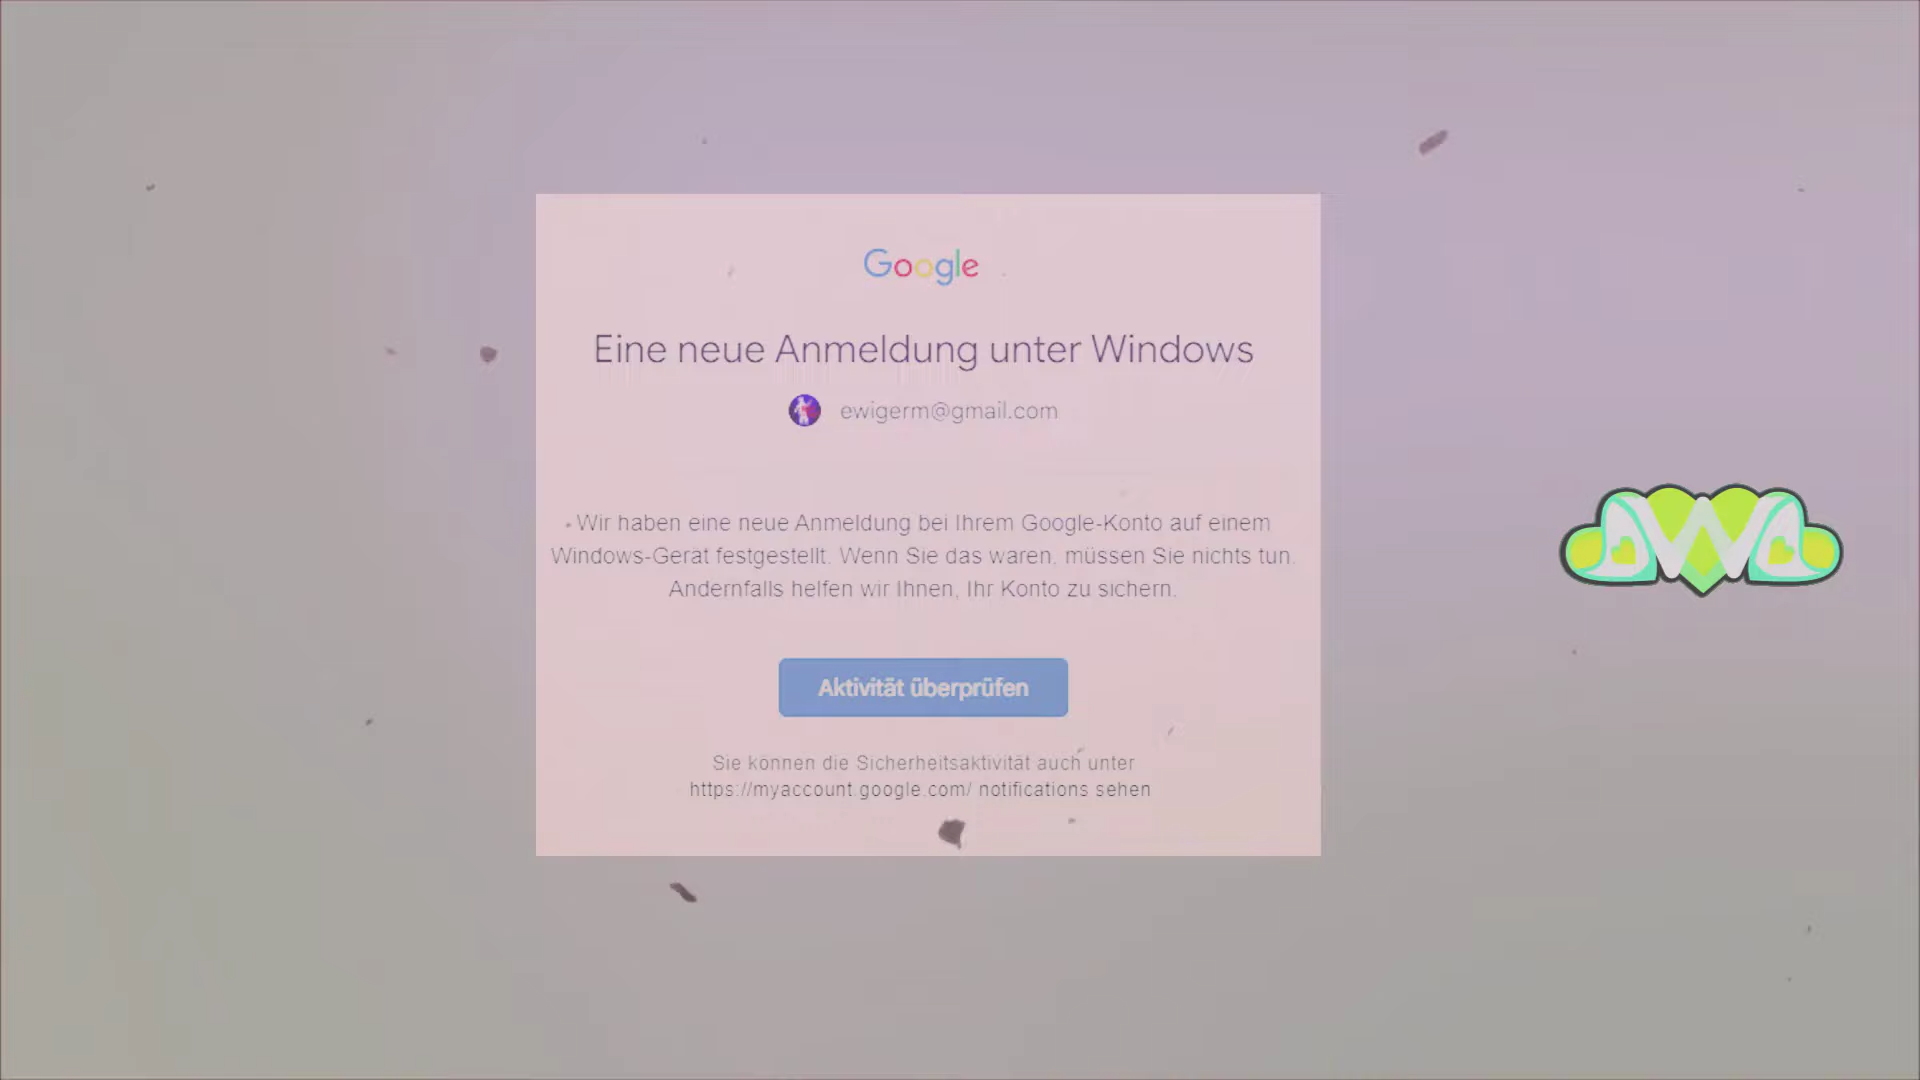 Google
Eine neue Anmeldung unter Windows
ewigerm@gmail.com
Wir haben eine neue Anmeldung bei Ihrem Google-Konto auf einem
Windows-Gerät festgestellt. Wenn Sie das waren, müssen Sie nichts tun.
Andernfalls helfen wir Ihnen, Ihr Konto zu sichern.
Aktivität überprüfen
Sie können die Sicherheitsaktivität auch unter
https://myaccount.google.com/ notifications sehen